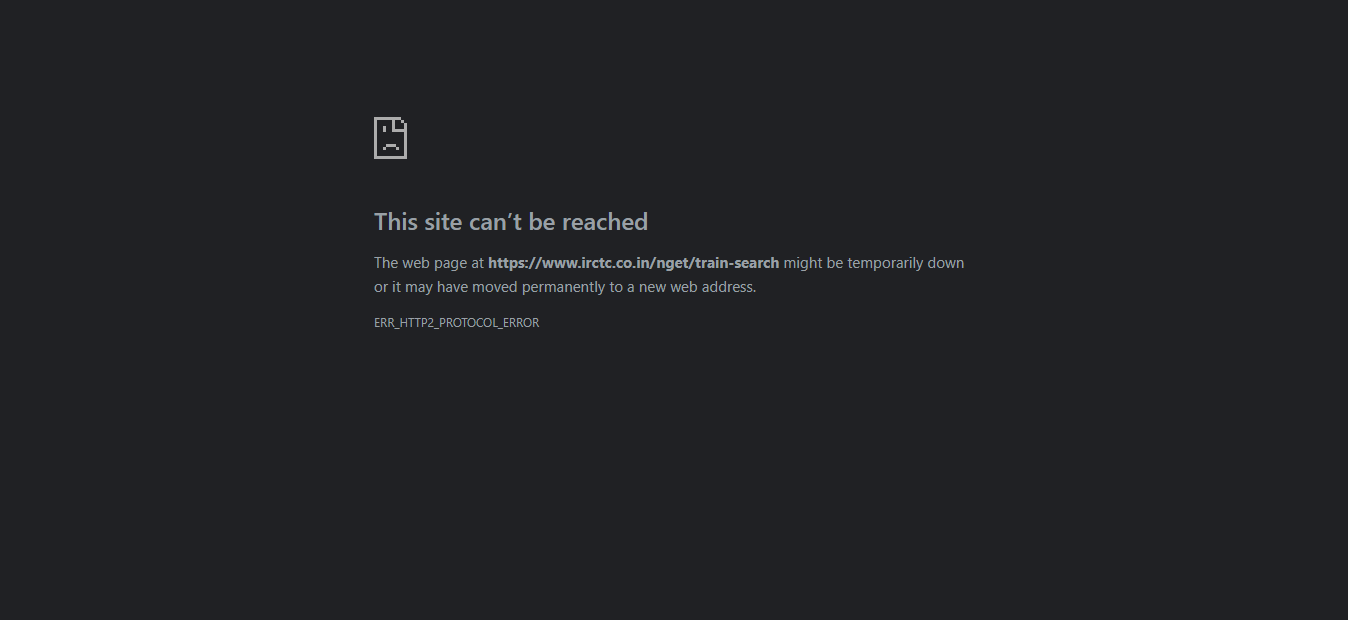 This site can’t be reached
The web page at https://www.irctc.co.in/nget/train-search might be temporarily down
or it may have moved permanently to a new web address.
ERR_HTTP2_PROTOCOL_ERROR